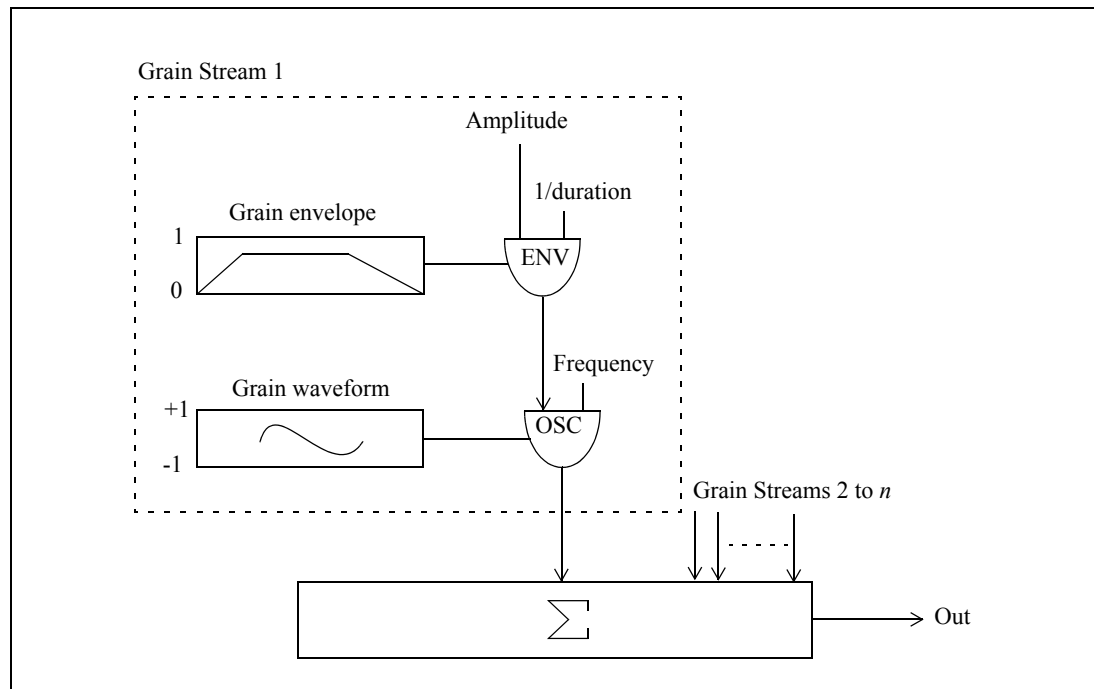 Grain Stream 1
Amplitude
1/duration
Grain envelope
1
ENV
0
Frequency
Grain waveform
+1
OSC
-1
Grain Streams 2 to n
Σ
Out